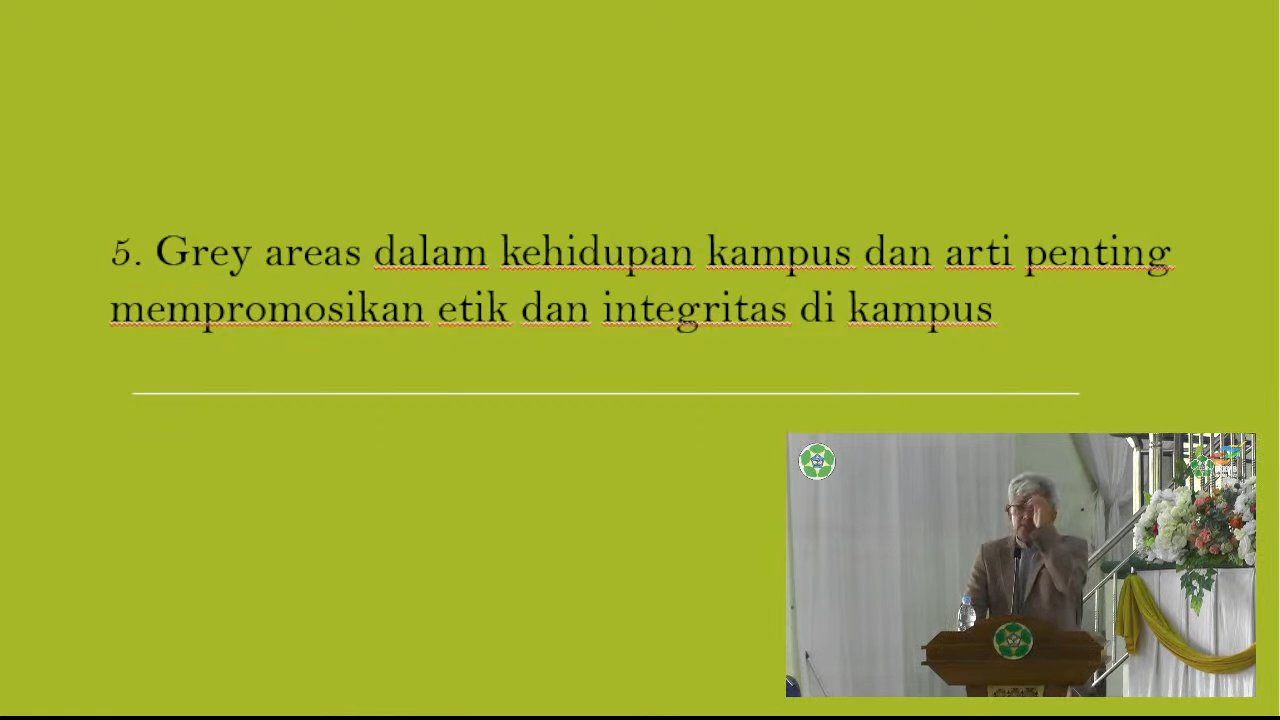 5. Grey areas dalam kehidupan kampus dan arti penting
mempromosikan etik dan integritas di kampus